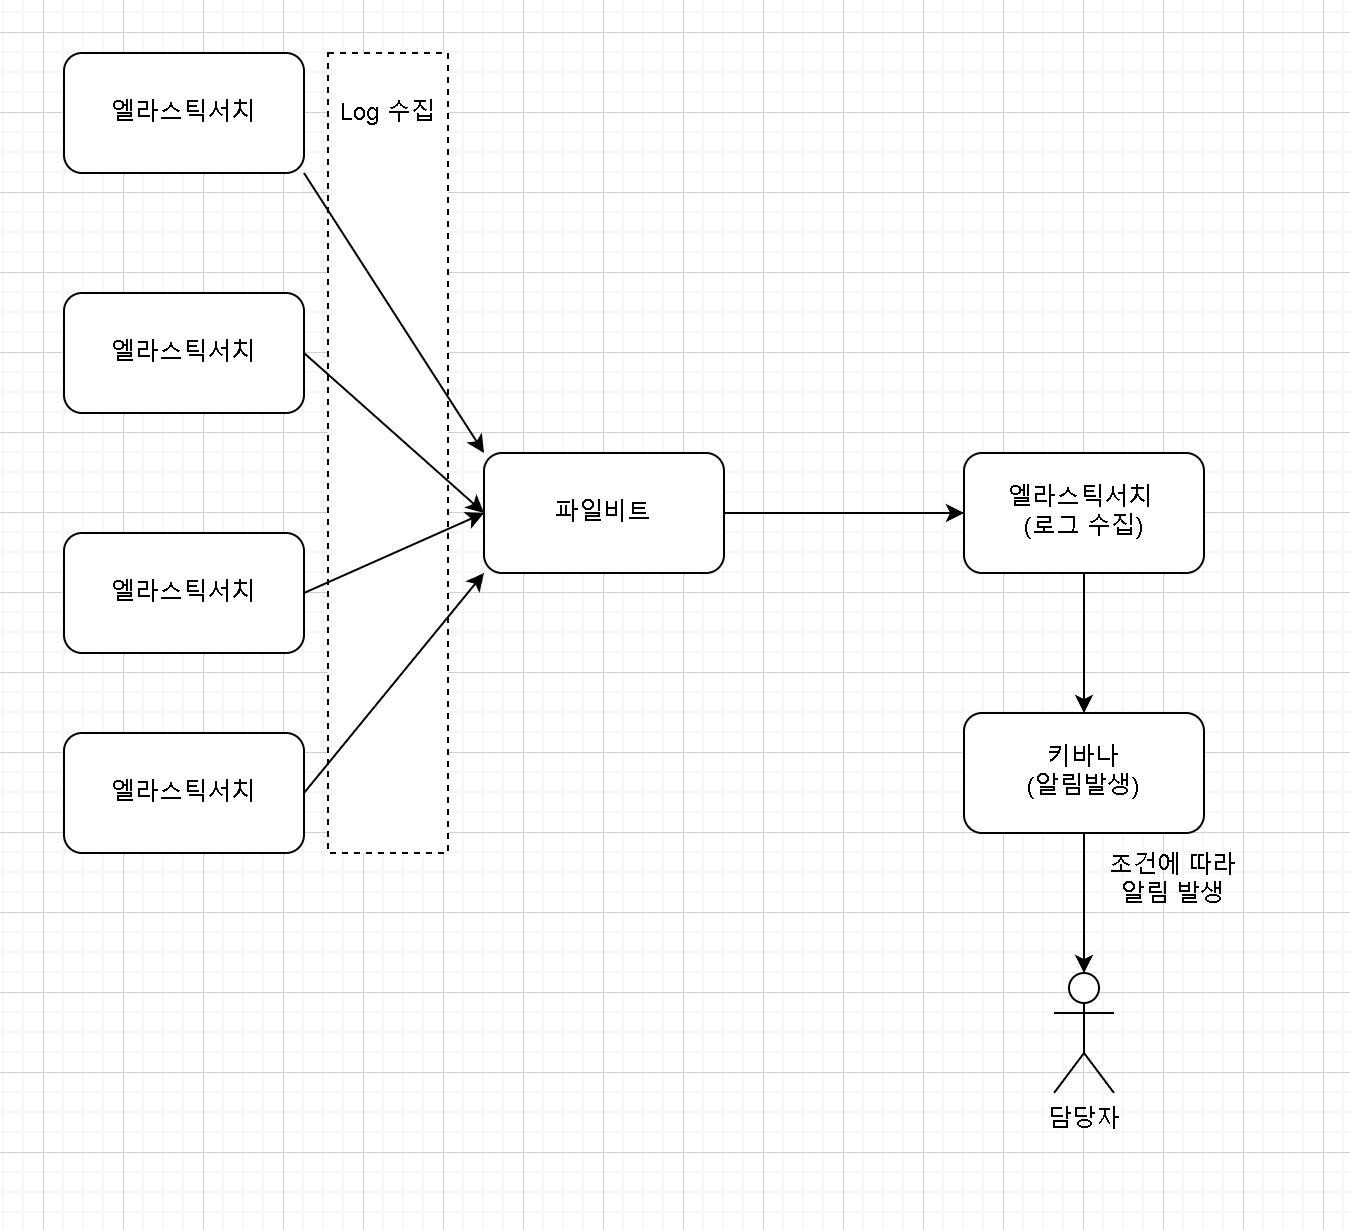 엘라스틱서치
Log 수집
엘라스틱서치
엘라스틱서치
엘라스틱서치
파일비트
엘라스틱서치
(로그 수집)
키바나
(알림발생)
조건에 따라
알림 발생
담당자